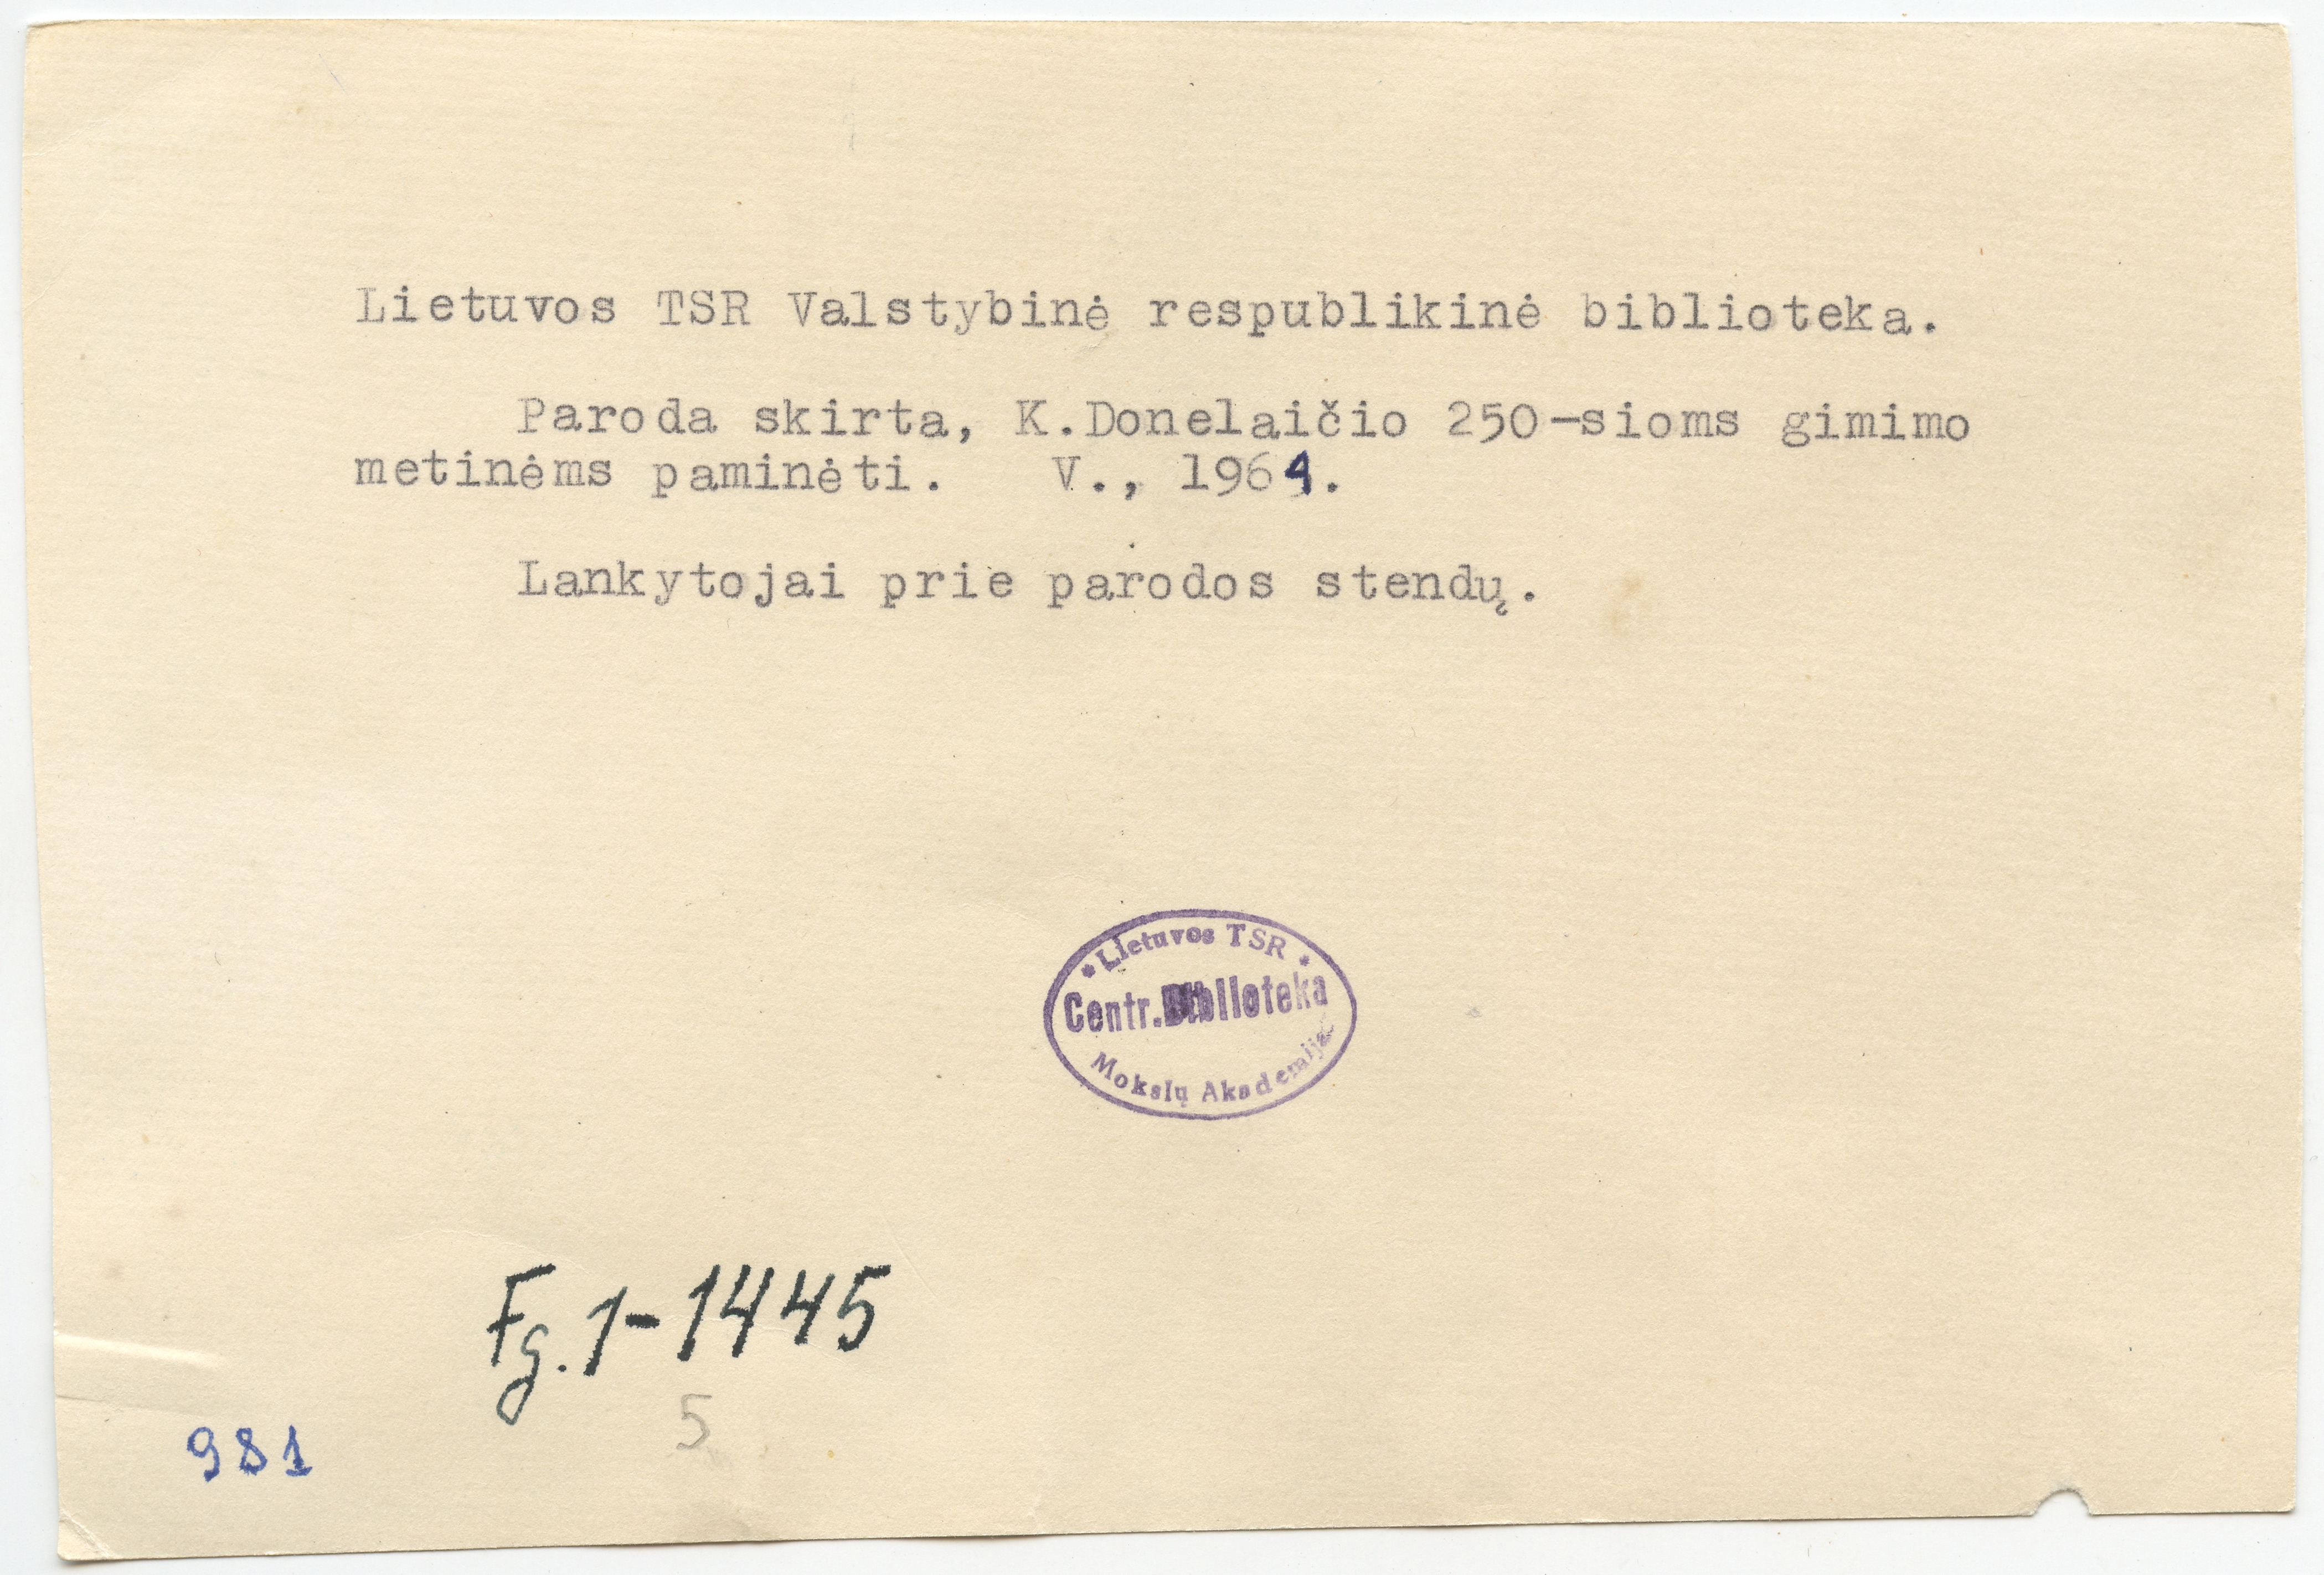 Lietuvos TSR Valstybinė respublikinė biblioteka.
Paroda skirta, K.Donelaičio 250-sioms gimimo
metinėms paminėti. V., 1964.
Lankytojai prie parodos stendų.
* Lietuvos TSR *
Centr. Biblioteka
Mokslų Akademija
Fg.1-1445
5
981